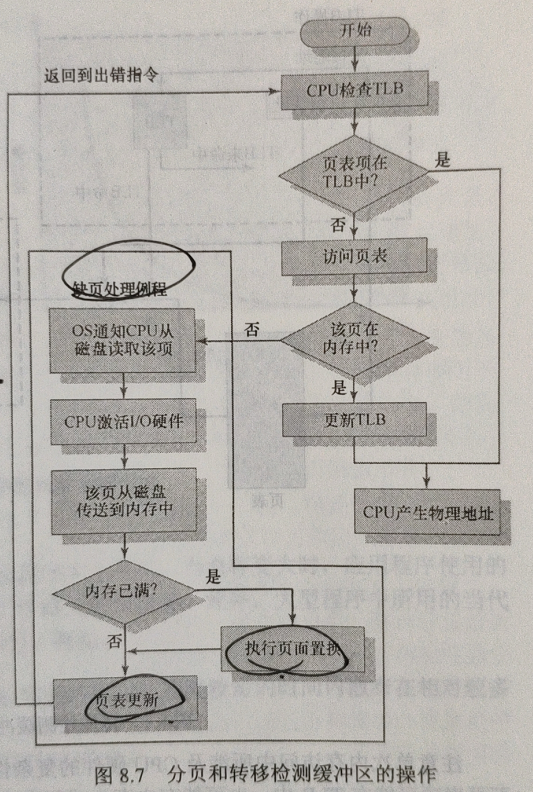 开始
返回到出错指令
CPU检查TLB
页表项在
TLB中?
是
否
访问页表
缺页处理例程
OS通知CPU从
磁盘读取该项
否
该页在
内存中?
是
CPU激活I/O硬件
更新TLB
该页从磁盘
传送到内存中
CPU产生物理地址
内存已满?
是
否
执行页面置换
页表更新
图 8.7 分页和转移检测缓冲区的操作